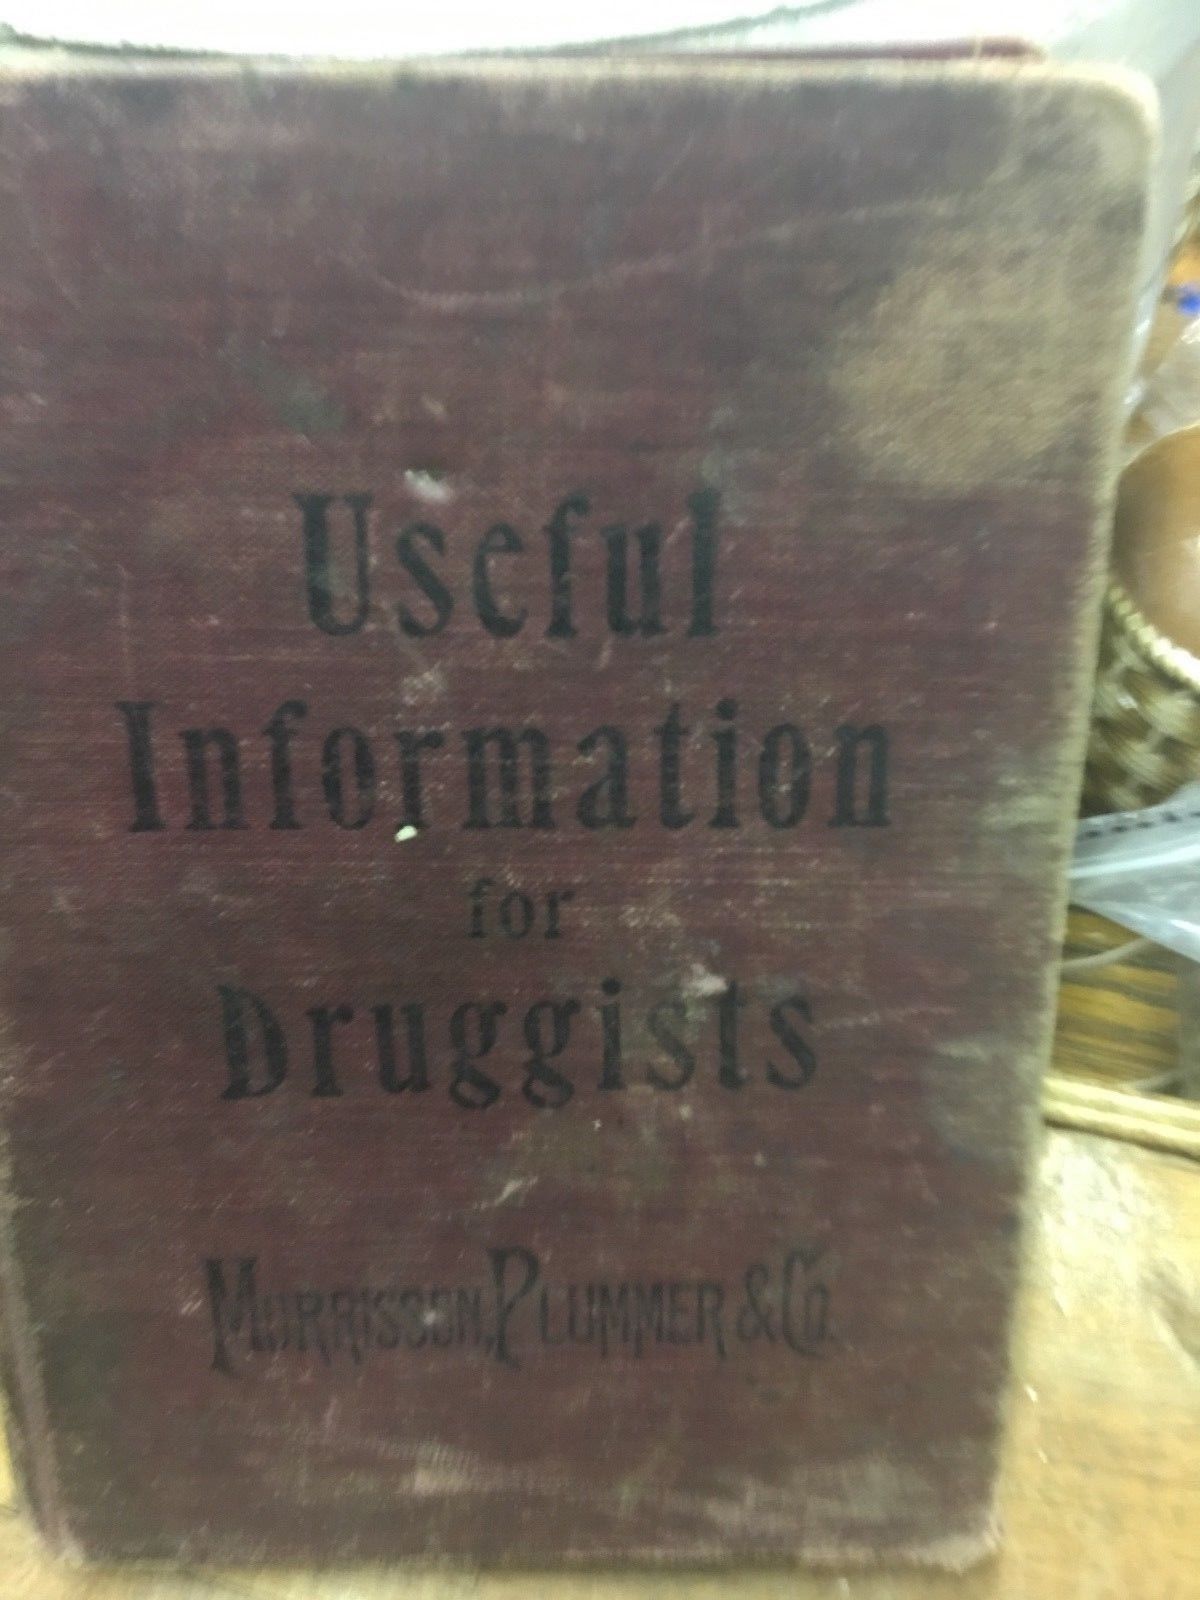 Useful
Information
for
Druggists
MORRISSON, PLUMMER & CO.